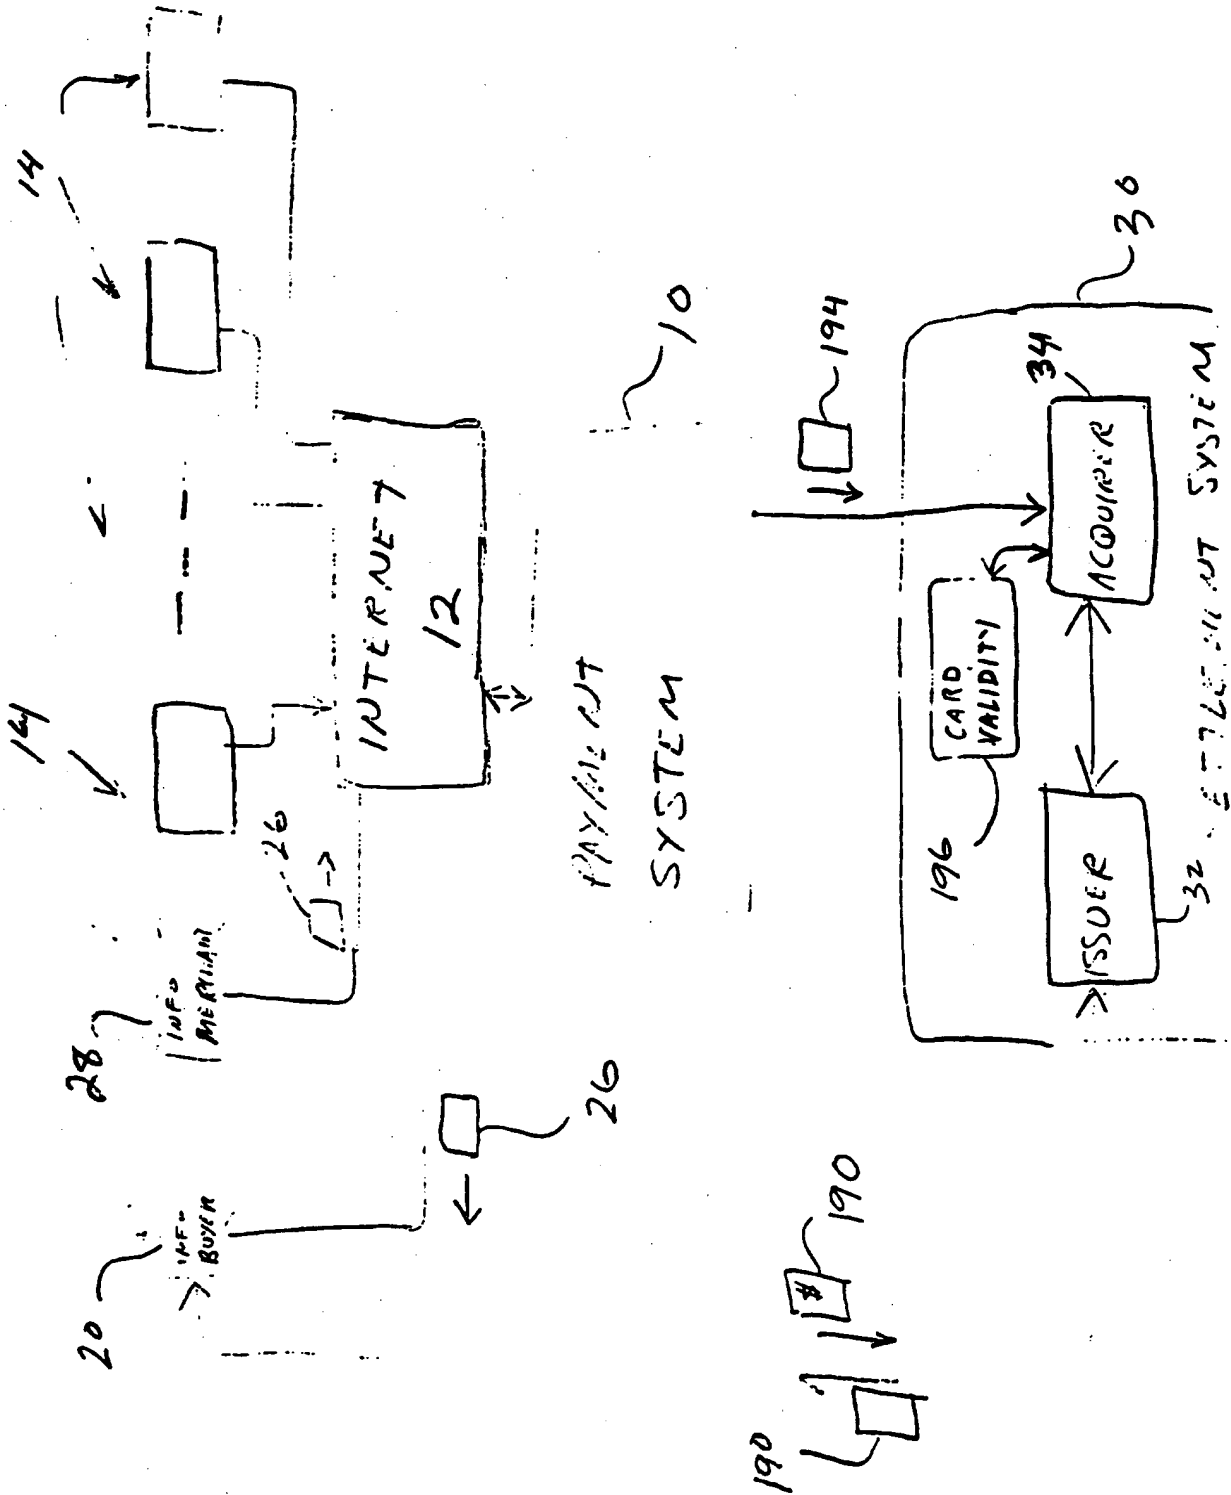 20
28
14
14
INFO
BUYER
INFO
26
INTERNET
12
26
PAYMENT
SYSTEM
10
190
190
$
194
196
CARD
VALIDITY
ISSUER
32
ACQUIRER
34
30
SYSTEM